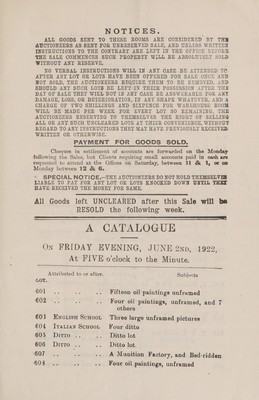 NOTICES.
ALL GOODS SENT TO THESE ROOMS ARE CONSIDERED BY THE
AUCTIONEERS AS SENT FOR UNRESERVED SALE, AND UNLESS WRITTEN
INSTRUCTIONS TO THE CONTRARY ARE LEFT IN THE OFFICE BEFORE
THE SALE COMMENCES SUCH PROPERTY WILL BE ABSOLUTELY SOLD
WITHOUT ANY RESERVE.
NO VERBAL INSTRUCTIONS WILL IN ANY CASE BE ATTENDED TO.
AFTER ANY LOT OR LOTS HAVE BEEN OFFERED FOR SALE ONCE AND
NOT SOLD, THE AUCTIONEERS REQUIRE THEM TO BE REMOVED, AND
SHOULD ANY SUCH LOTS BE LEFT IN THEIR POSSESSION AFTER THE
DAY OF SALE THEY WILL NOT IN ANY CASE BE ANSWERABLE FOR ANY
DAMAGE, LOSS, OR DETERIORATION, IN ANY SHAPE WHATEVER, AND A
CHARGE OF TWO SHILLINGS AND SIXPENCE FOR WAREHOUSE ROOM
WILL BE MADE PER WEEK FOR EVERY LOT SO REMAINING, THE
AUCTIONEERS RESERVING TO THEMSELVES THE RIGHT OF SELLING
ALL OR ANY SUCH UNCLEARED LOTS AT THEIR CONVENIENCE, WITHOUT
REGARD TO ANY INSTRUCTIONS THEY MAY HAVE PREVIOUSLY RECEIVED
WRITTEN OR OTHERWISE.
PAYMENT FOR GOODS SOLD.
Cheques in settlement of accounts are forwarded on the Monday
following the Sales, but Clients requiring small accounts paid in cash are
requested to attend at the Offices on Saturday, between 11 & 1, or on
Monday between 12 & 6.
SPECIAL NOTICE.—THE AUCTIONEERS DO NOT HOLD THEMSELVES
LIABLE TO PAY FOR ANY LOT OR LOTS KNOCKED DOWN UNTIL THEY
HAVE RECEIVED THE MONEY FOR SAME.
All Goods left UNCLEARED after this Sale will be
RESOLD the following week.
A CATALOGUE
ON FRIDAY EVENING, JUNE 2ND, 1922,
At FIVE o'clock to the Minute.
Attributed to or after. Subjects
LOT.
601 .. .. Fifteen oil paintings unframed
602 .. .. Four oil paintings, unframed, and 7
others
603 ENGLISH SCHOOL Three large unframed pictures
604 ITALIAN SCHOOL Four ditto
605 DITTO .. .. Ditto lot
606 DITTO .. .. Ditto lot
607 .. .. A Munition Factory, and Bed-ridden
608 .. .. Four oil paintings, unframed